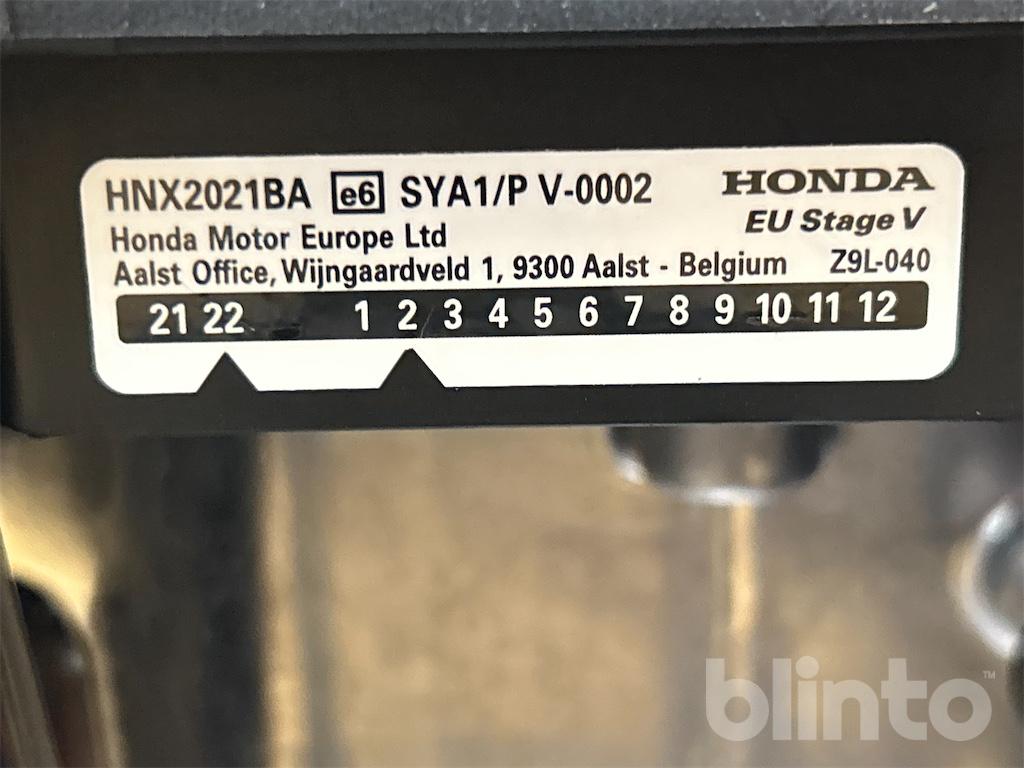 HNX2021BA e6 SYA1/P V-0002 HONDA
EU Stage V
Honda Motor Europe Ltd
Aalst Office, Wijngaardveld 1, 9300 Aalst - Belgium Z9L-040
21 22 1 2 3 4 5 6 7 8 9 10 11 12
blinto™